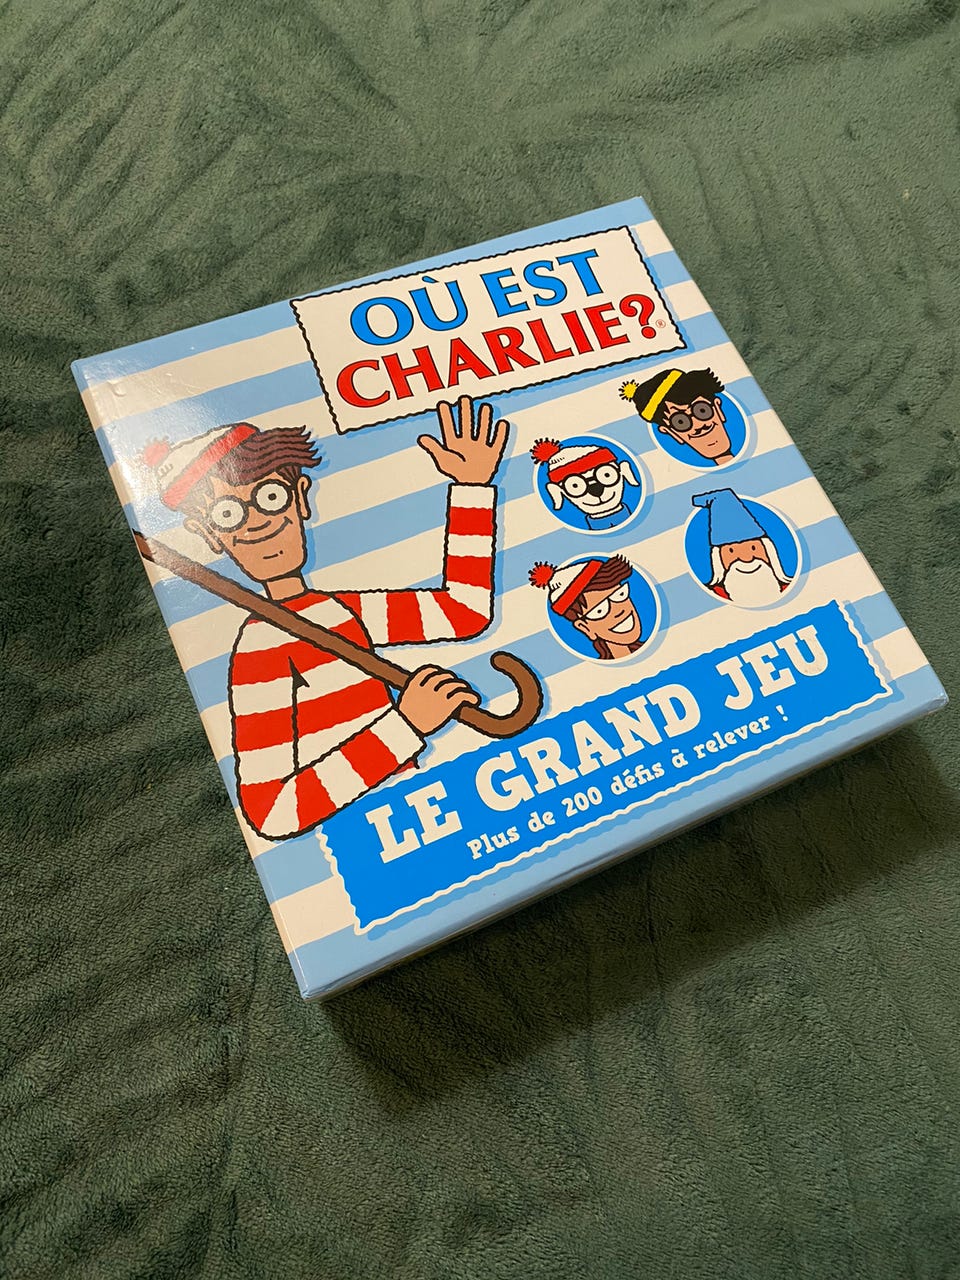 OÙ EST
CHARLIE?®
LE GRAND JEU
Plus de 200 défis à relever !